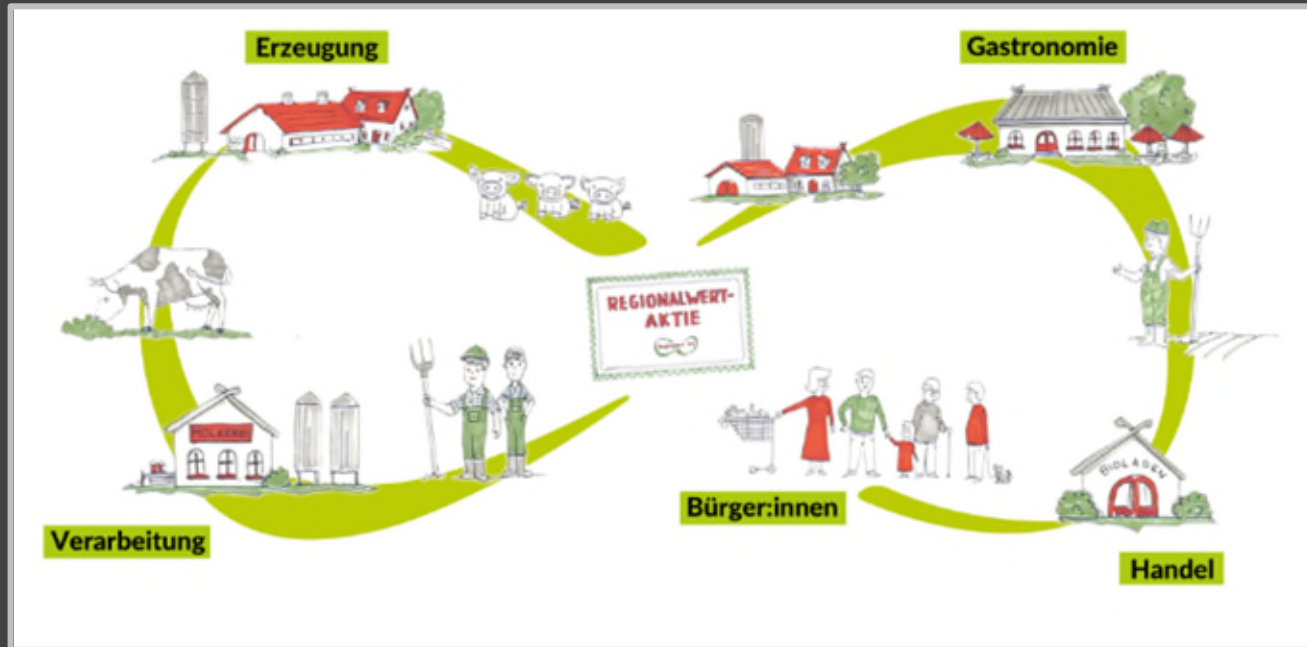 Erzeugung
Gastronomie
REGIONALWERT-
AKTIE
MOLKEREI
BIOLADEN
Bürger:innen
Verarbeitung
Handel